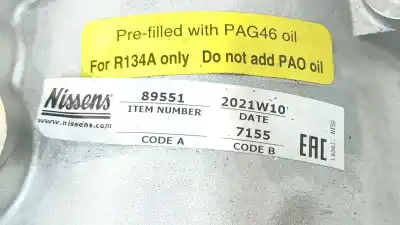 Pre-filled with PAG46 oil
For R134A only Do not add PAO oil
Nissens
www.nissens.com
89551
ITEM NUMBER
2021W10
DATE
7155
CODE A
CODE B
EAC